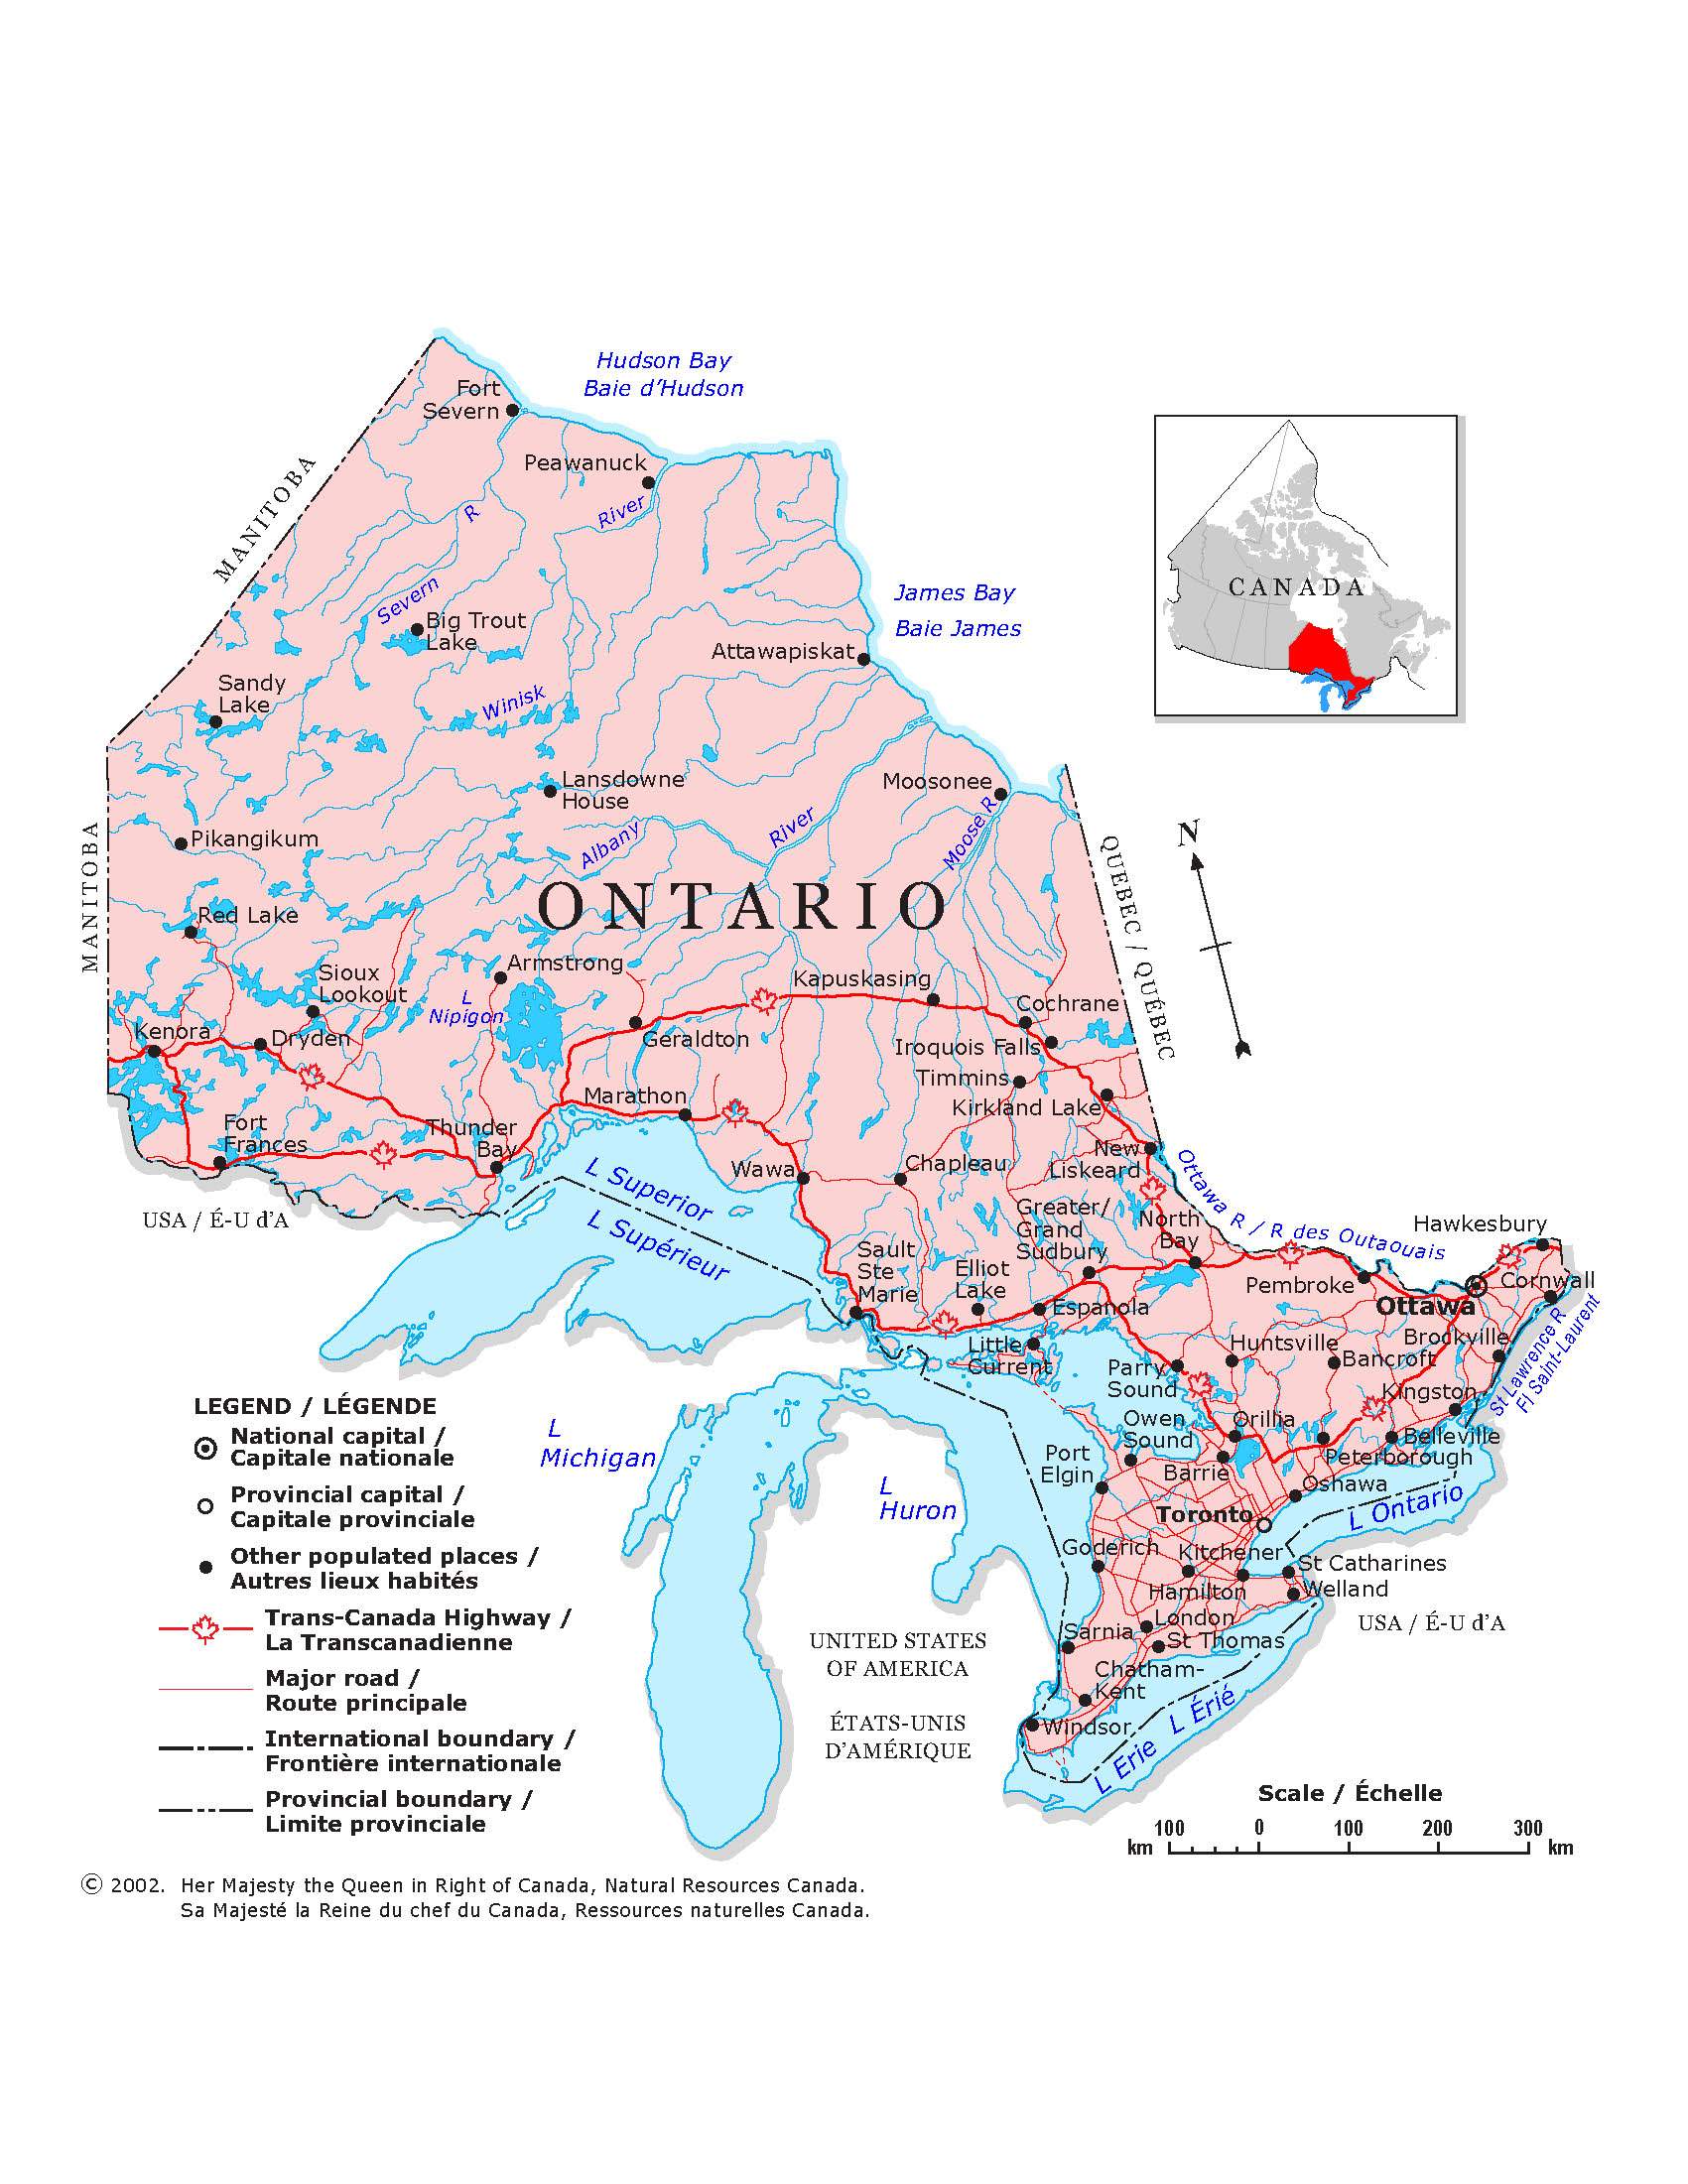 Hudson Bay
Baie d'Hudson
Fort
Severn
Peawanuck
MANITOBA
R
River
Severn
CANADA
James Bay
Baie James
Big Trout
Lake
Attawapiskat
Sandy
Lake
Winisk
Lansdowne
House
Moosonee
MANITOBA
Pikangikum
Albany
River
Moose R
N
QUEBEC / QUÉBEC
ONTARIO
Red Lake
Armstrong
Sioux
Lookout
L
Nipigon
Kapuskasing
Cochrane
Kenora
Dryden
Geraldton
Iroquois Falls
Timmins
Marathon
Kirkland Lake
Fort
Frances
Thunder
Bay
New
Liskeard
Wawa
Chapleau
L Superior
L Supérieur
Ottawa R / R des Outaouais
USA / É-U d'A
Greater/
Grand
Sudbury
North
Bay
Hawkesbury
Sault
Ste
Marie
Elliot
Lake
Espanola
Pembroke
Ottawa
Cornwall
Little
Current
Huntsville
Brockville
Bancroft
Parry
Sound
Kingston
St Lawrence R
Fl Saint-Laurent
Owen
Sound
Orillia
Belleville
Port
Elgin
Barrie
Peterborough
Oshawa
L
Michigan
L
Huron
Toronto
L Ontario
Goderich
Kitchener
St Catharines
Hamilton
Welland
London
Sarnia
St Thomas
USA / É-U d'A
UNITED STATES
OF AMERICA
ÉTATS-UNIS
D'AMÉRIQUE
Chatham-
Kent
Windsor
L Erie
L Érié
LEGEND / LÉGENDE
National capital /
Capitale nationale
Provincial capital /
Capitale provinciale
Other populated places /
Autres lieux habités
Trans-Canada Highway /
La Transcanadienne
Major road /
Route principale
International boundary /
Frontière internationale
Provincial boundary /
Limite provinciale
Scale / Échelle
100 0 100 200 300
km km
© 2002. Her Majesty the Queen in Right of Canada, Natural Resources Canada.
Sa Majesté la Reine du chef du Canada, Ressources naturelles Canada.